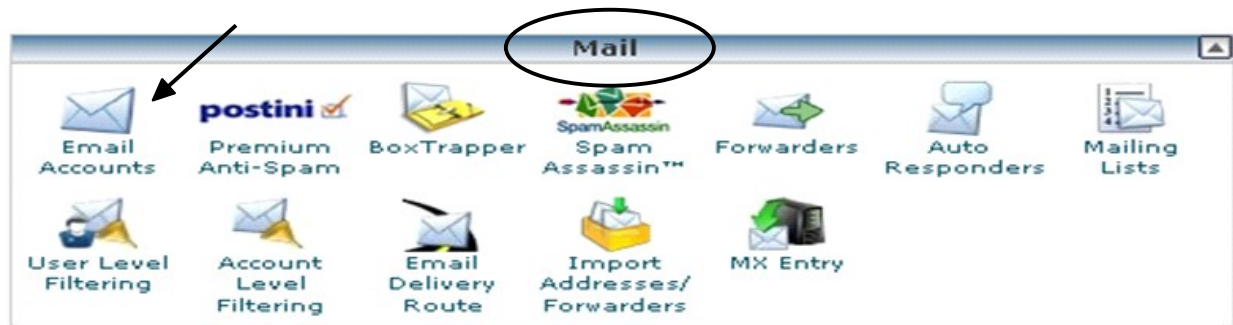 Mail
postini
SpamAssassin
Email
Accounts
Premium
Anti-Spam
BoxTrapper
Spam
Assassin™
Forwarders
Auto
Responders
Mailing
Lists
User Level
Filtering
Account
Level
Filtering
Email
Delivery
Route
Import
Addresses/
Forwarders
MX Entry